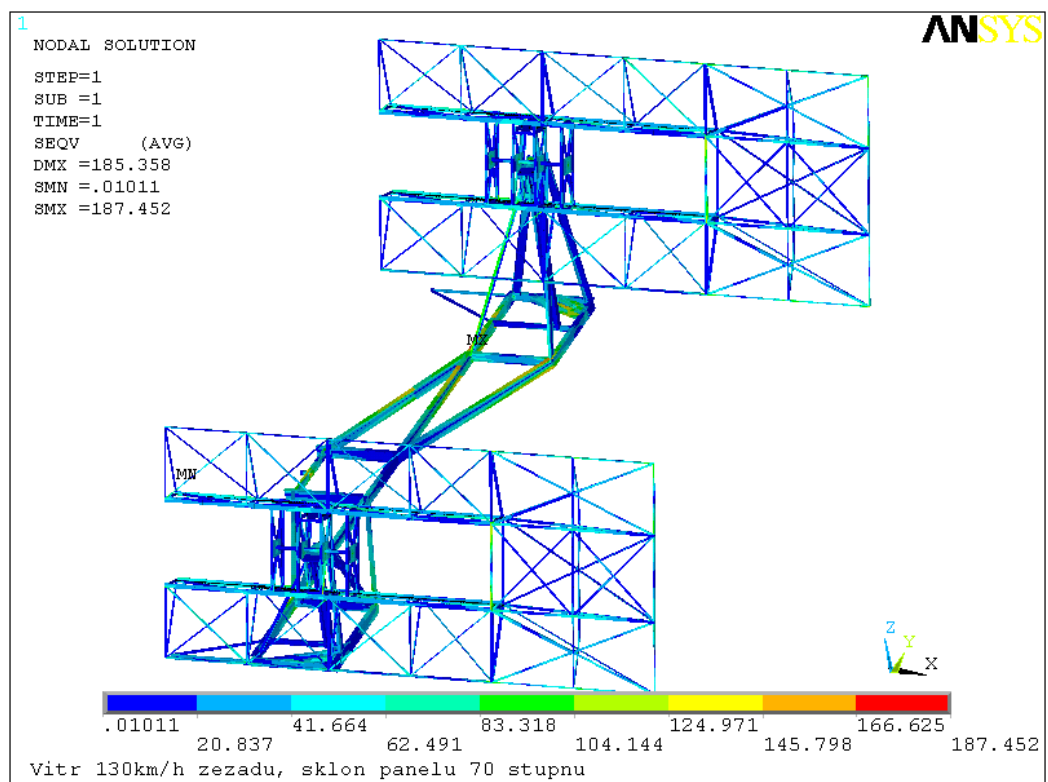 1
ANSYS
NODAL SOLUTION
STEP=1
SUB =1
TIME=1
SEQV (AVG)
DMX =185.358
SMN =.01011
SMX =187.452
MX
MN
Z
Y
X
.01011 41.664 83.318 124.971 166.625
20.837 62.491 104.144 145.798 187.452
Vitr 130km/h zezadu, sklon panelu 70 stupnu